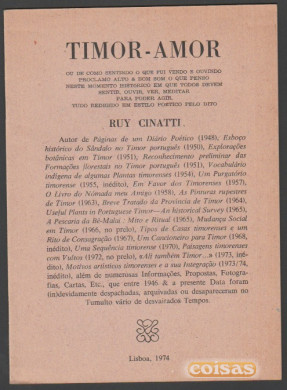 TIMOR-AMOR
OU DE COMO SENTINDO O QUE FUI VENDO E OUVINDO
PROCLAMO ALTO & BOM SOM O QUE PENSO
NESTE MOMENTO HISTÓRICO EM QUE TODOS DEVEM
SENTIR, OUVIR, VER, MEDITAR
PARA PODER AGIR.
TUDO REDIGIDO EM ESTILO POÉTICO PELO DITO
RUY CINATTI
Autor de Páginas de um Diário Poético (1948), Esboço
histórico do Sândalo no Timor português (1950), Explorações
botânicas em Timor (1951), Reconhecimento preliminar das
Formações florestais no Timor português (1951), Vocabulário
indígena de algumas Plantas timorenses (1954), Um Purgatório
timorense (1955, inédito), Em Favor dos Timorenses (1957),
O Livro do Nómada meu Amigo (1958), As Pinturas rupestres
de Timor (1963), Breve Tratado da Província de Timor (1964),
Useful Plants in Portuguese Timor—An historical Survey (1965),
A Pescaria da Bé-Malai: Mito e Ritual (1965), Mudança Social
em Timor (1966, no prelo), Tipos de Casas timorenses e um
Rito de Consagração (1967), Um Cancioneiro para Timor (1968,
inédito), Uma Sequência timorense (1970), Paisagens timorenses
com Vultos (1972, no prelo), «Ali também Timor...» (1973, iné-
dito), Motivos artísticos timorenses e a sua Integração (1973/74,
inédito), além de numerosas Informações, Propostas, Fotogra-
fias, Cartas, Etc., que entre 1946 & a presente Data foram
(in)devidamente despachadas, arquivadas ou desapareceram no
Tumulto vário de desvairados Tempos.
Lisboa, 1974
coisas